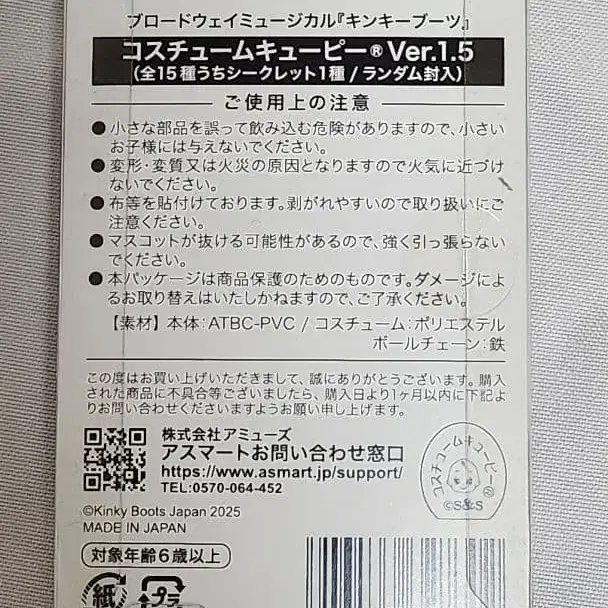 ブロードウェイミュージカル『キンキーブーツ』
コスチュームキューピー® Ver.1.5
(全15種うちシークレット1種 / ランダム封入)
ご使用上の注意
●小さな部品を誤って飲み込む危険がありますので、小さい
お子様には与えないでください。
●変形・変質又は火災の原因となりますので火気に近づけ
ないでください。
●布等を貼付けております。剥がれやすいので取り扱いにご
注意ください。
●マスコットが抜ける可能性があるので、強く引っ張らない
でください。
●本パッケージは商品保護のためのものです。ダメージによ
るお取り替えはいたしかねますので、ご了承ください。
【素材】本体:ATBC-PVC / コスチューム:ポリエステル
ボールチェーン:鉄
この度はお買い上げいただきまして、誠にありがとうございます。購入
された商品に不具合等ございましたら、購入日より1ヶ月以内に下記よ
りお問い合わせくださいますようお願い申し上げます。
株式会社アミューズ
アスマートお問い合わせ窓口
https://www.asmart.jp/support/
TEL:0570-064-452
コスチュームキューピー®
©S&S
©Kinky Boots Japan 2025
MADE IN JAPAN
対象年齢6歳以上
紙
プラ